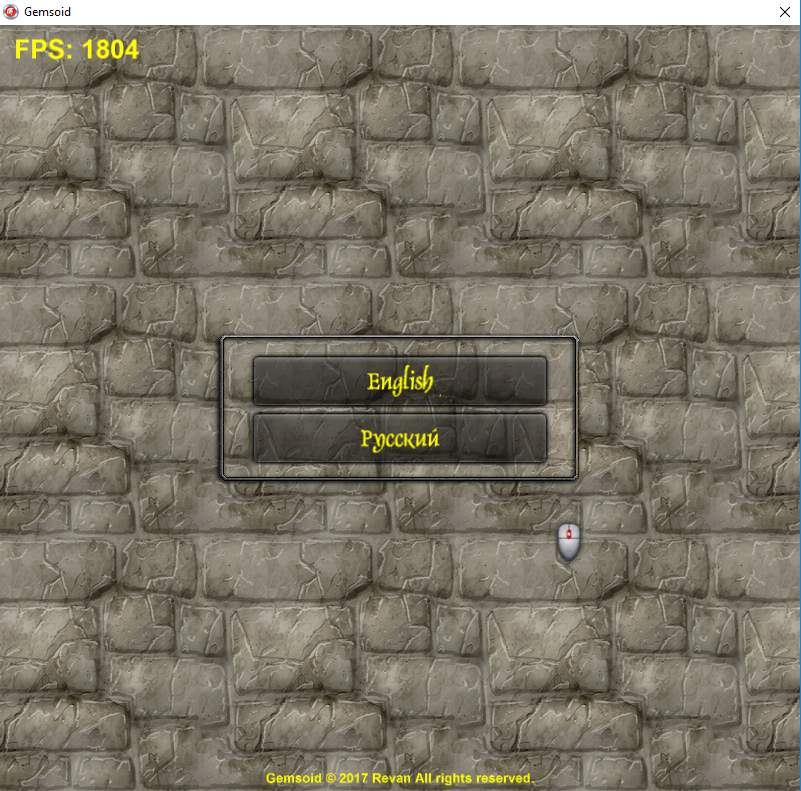 Gemsoid
FPS: 1804
English
Русский
Gemsoid © 2017 Revan All rights reserved.